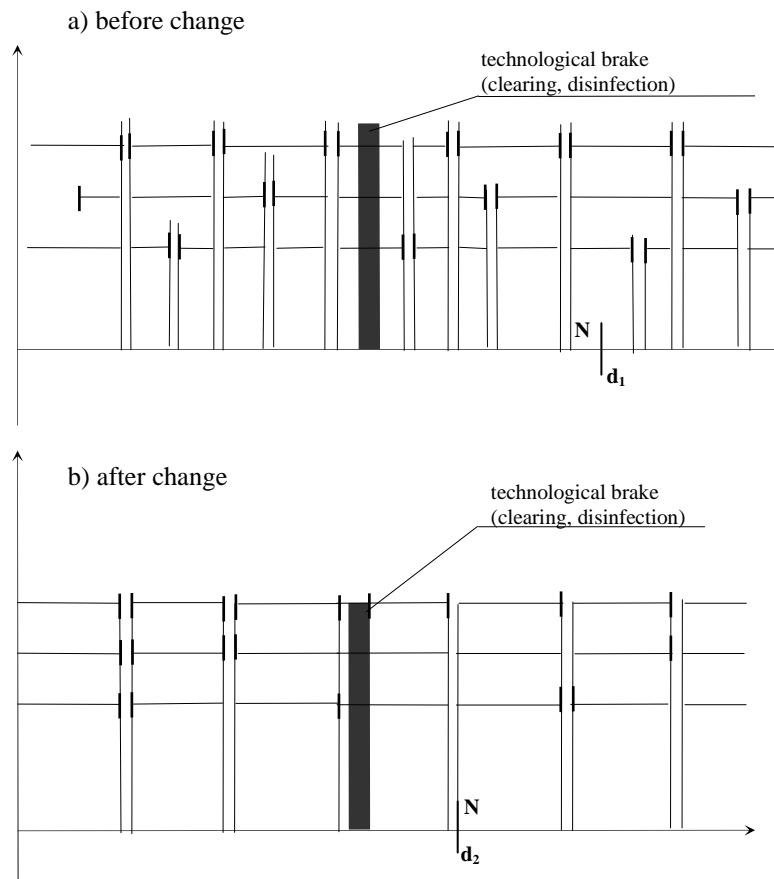 a) before change
technological brake
(clearing, disinfection)
N
d₁
b) after change
technological brake
(clearing, disinfection)
N
d₂